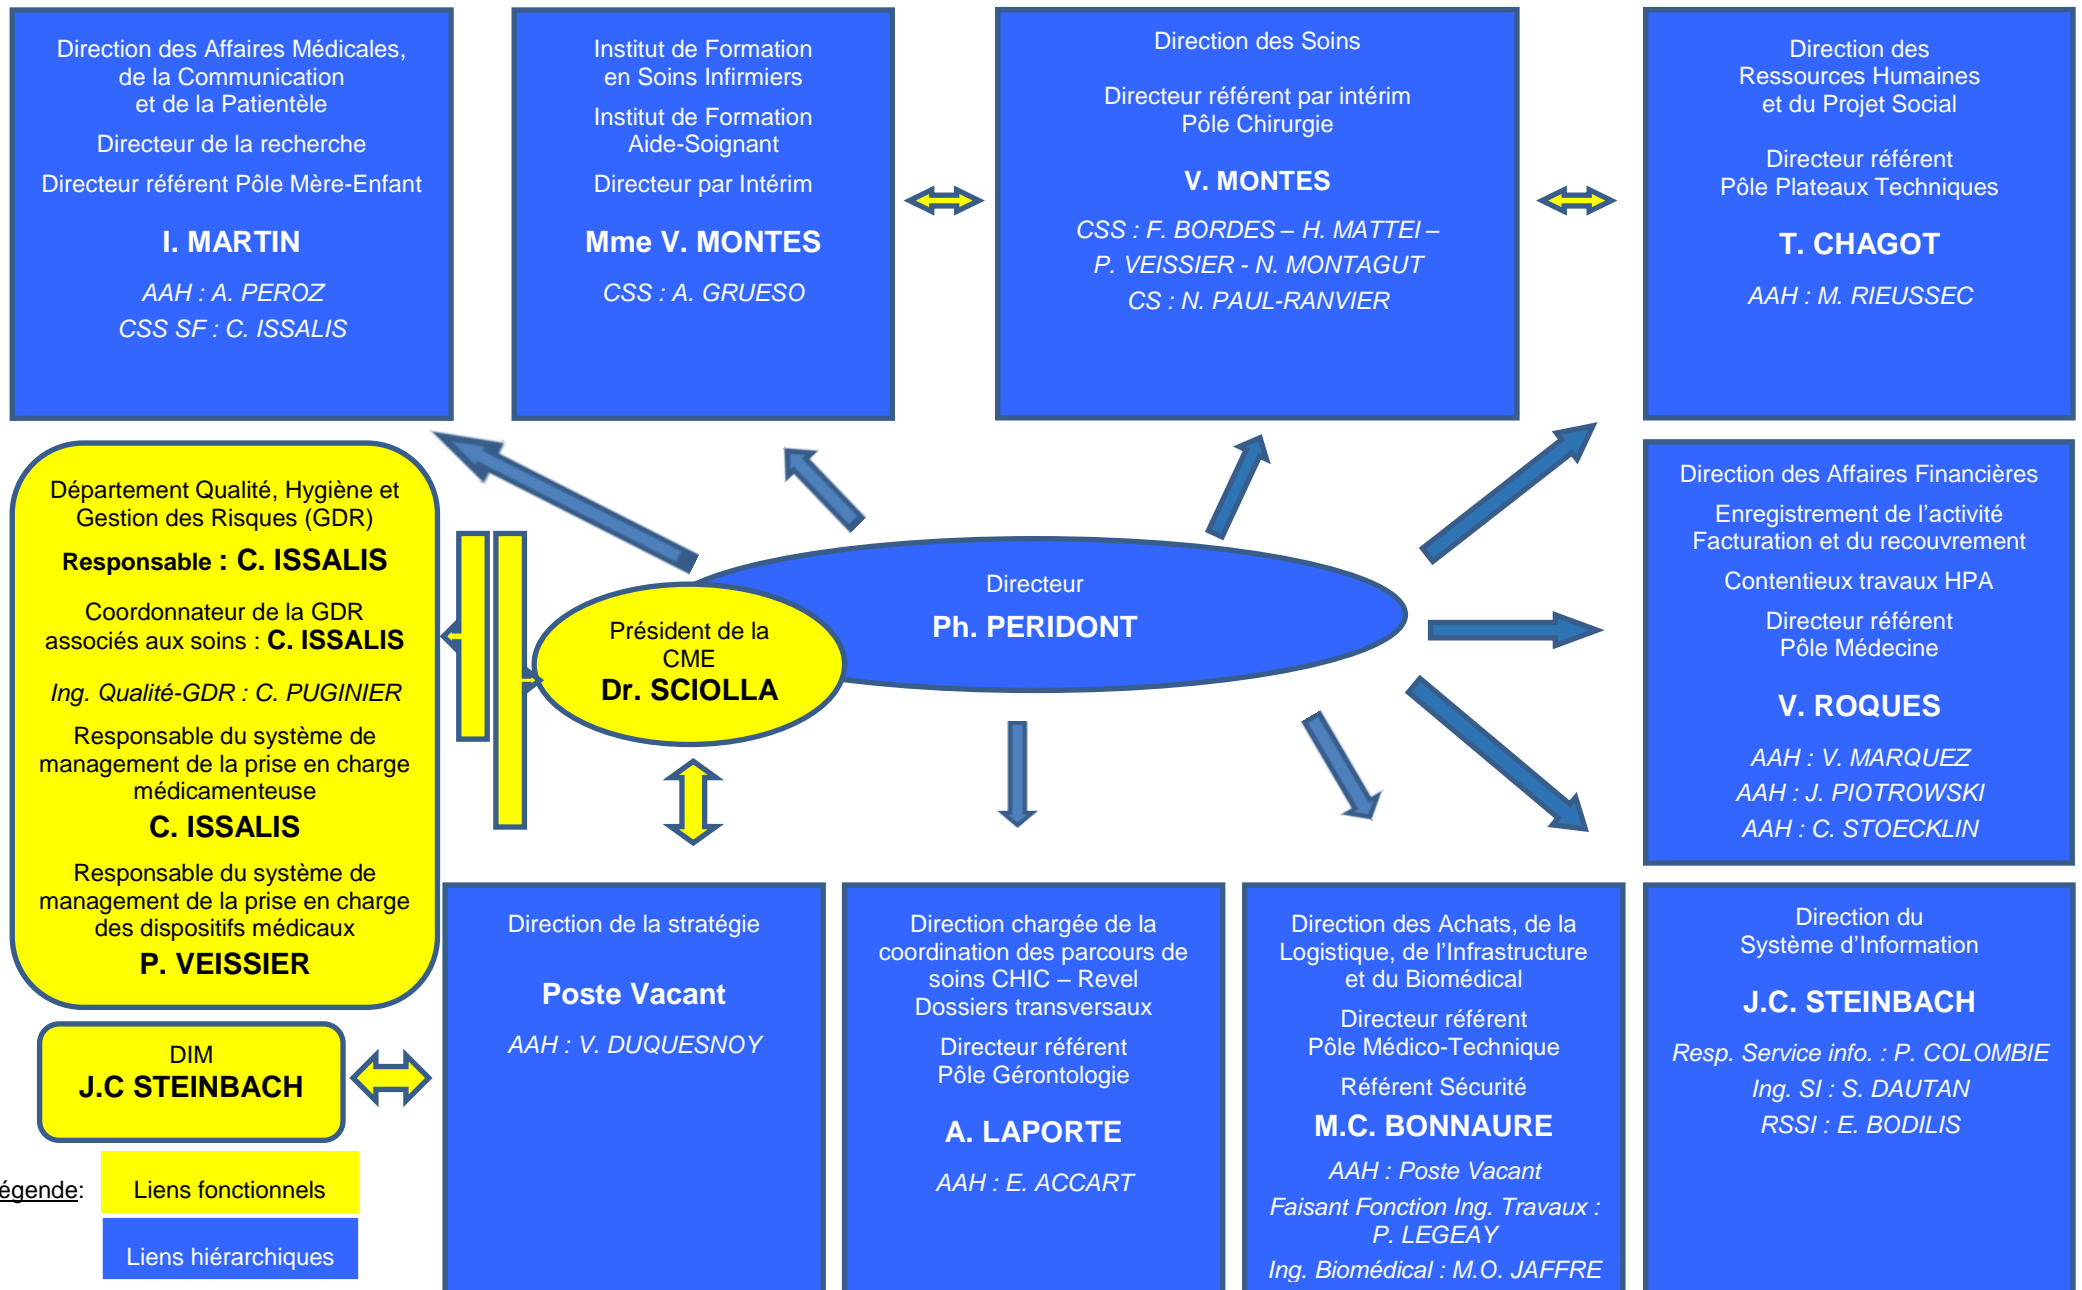 Direction des Affaires Médicales,
de la Communication
et de la Patientèle
Directeur de la recherche
Directeur référent Pôle Mère-Enfant
I. MARTIN
AAH : A. PEROZ
CSS SF : C. ISSALIS
Institut de Formation
en Soins Infirmiers
Institut de Formation
Aide-Soignant
Directeur par Intérim
Mme V. MONTES
CSS : A. GRUESO
Direction des Soins
Directeur référent par intérim
Pôle Chirurgie
V. MONTES
CSS : F. BORDES – H. MATTEI –
P. VEISSIER - N. MONTAGUT
CS : N. PAUL-RANVIER
Direction des
Ressources Humaines
et du Projet Social
Directeur référent
Pôle Plateaux Techniques
T. CHAGOT
AAH : M. RIEUSSEC
Département Qualité, Hygiène et
Gestion des Risques (GDR)
Responsable : C. ISSALIS
Coordonnateur de la GDR
associés aux soins : C. ISSALIS
Ing. Qualité-GDR : C. PUGINIER
Responsable du système de
management de la prise en charge
médicamenteuse
C. ISSALIS
Responsable du système de
management de la prise en charge
des dispositifs médicaux
P. VEISSIER
Président de la
CME
Dr. SCIOLLA
Directeur
Ph. PERIDONT
Direction des Affaires Financières
Enregistrement de l’activité
Facturation et du recouvrement
Contentieux travaux HPA
Directeur référent
Pôle Médecine
V. ROQUES
AAH : V. MARQUEZ
AAH : J. PIOTROWSKI
AAH : C. STOECKLIN
DIM
J.C STEINBACH
Direction de la stratégie
Poste Vacant
AAH : V. DUQUESNOY
Direction chargée de la
coordination des parcours de
soins CHIC – Revel
Dossiers transversaux
Directeur référent
Pôle Gérontologie
A. LAPORTE
AAH : E. ACCART
Direction des Achats, de la
Logistique, de l’Infrastructure
et du Biomédical
Directeur référent
Pôle Médico-Technique
Référent Sécurité
M.C. BONNAURE
AAH : Poste Vacant
Faisant Fonction Ing. Travaux :
P. LEGEAY
Ing. Biomédical : M.O. JAFFRE
Direction du
Système d’Information
J.C. STEINBACH
Resp. Service info. : P. COLOMBIE
Ing. SI : S. DAUTAN
RSSI : E. BODILIS
égende:
Liens fonctionnels
Liens hiérarchiques